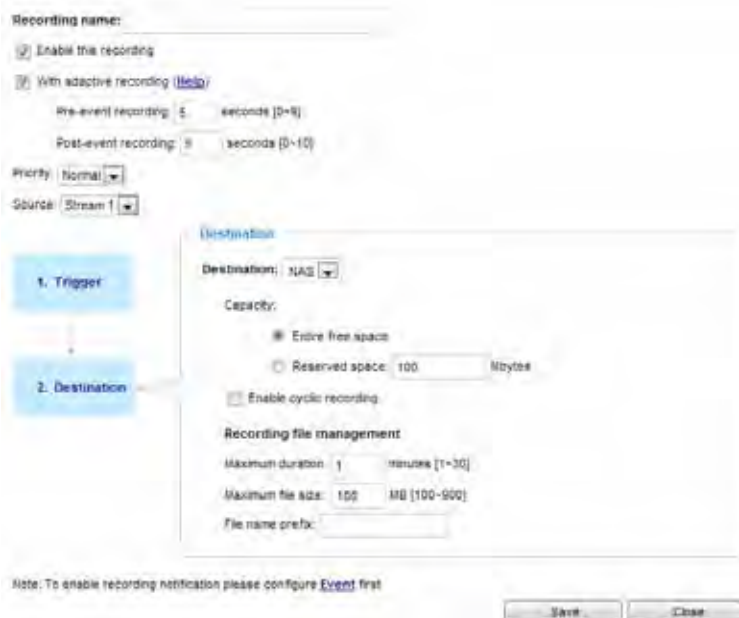 Recording name:
Enable this recording
With adaptive recording (Help)
Pre-event recording: 5 seconds [0~9]
Post-event recording: seconds [0~10]
Priority: Normal
Source: Stream 1
Destination
1. Trigger
Destination: NAS
Capacity:
Entire free space
Reserved space: 100 Mbytes
2. Destination
Enable cyclic recording
Recording file management
Maximum duration: 1 minutes [1~30]
Maximum file size: 100 MB [100~900]
File name prefix:
Note: To enable recording notification please configure Event first
Save Close